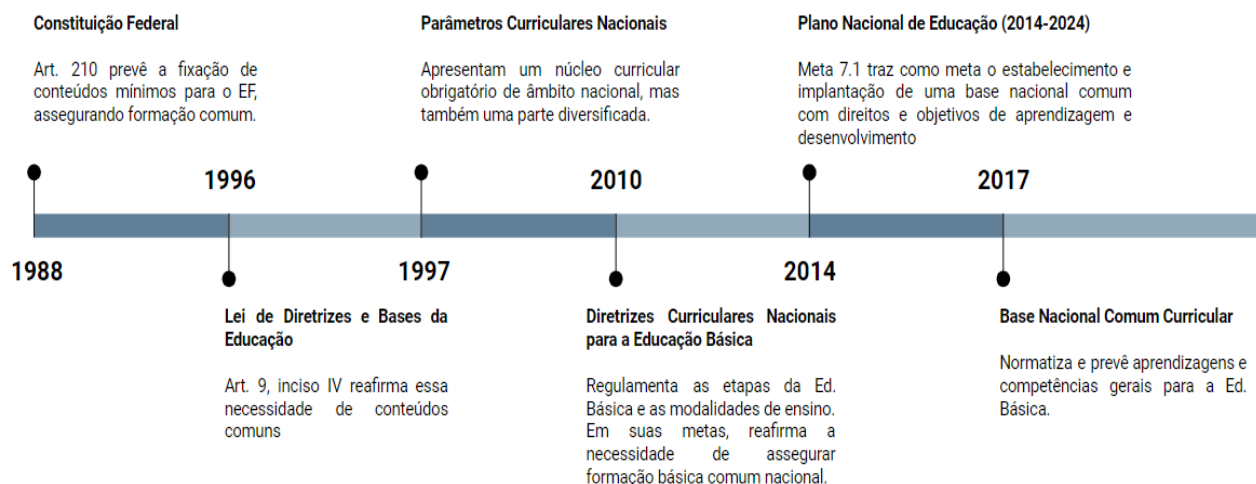 Constituição Federal
Art. 210 prevê a fixação de
conteúdos mínimos para o EF,
assegurando formação comum.
Parâmetros Curriculares Nacionais
Apresentam um núcleo curricular
obrigatório de âmbito nacional, mas
também uma parte diversificada.
Plano Nacional de Educação (2014-2024)
Meta 7.1 traz como meta o estabelecimento e
implantação de uma base nacional comum
com direitos e objetivos de aprendizagem e
desenvolvimento
1996
2010
2017
1988
1997
2014
Lei de Diretrizes e Bases da
Educação
Art. 9, inciso IV reafirma essa
necessidade de conteúdos
comuns
Diretrizes Curriculares Nacionais
para a Educação Básica
Regulamenta as etapas da Ed.
Básica e as modalidades de ensino.
Em suas metas, reafirma a
necessidade de assegurar
formação básica comum nacional.
Base Nacional Comum Curricular
Normatiza e prevê aprendizagens e
competências gerais para a Ed.
Básica.